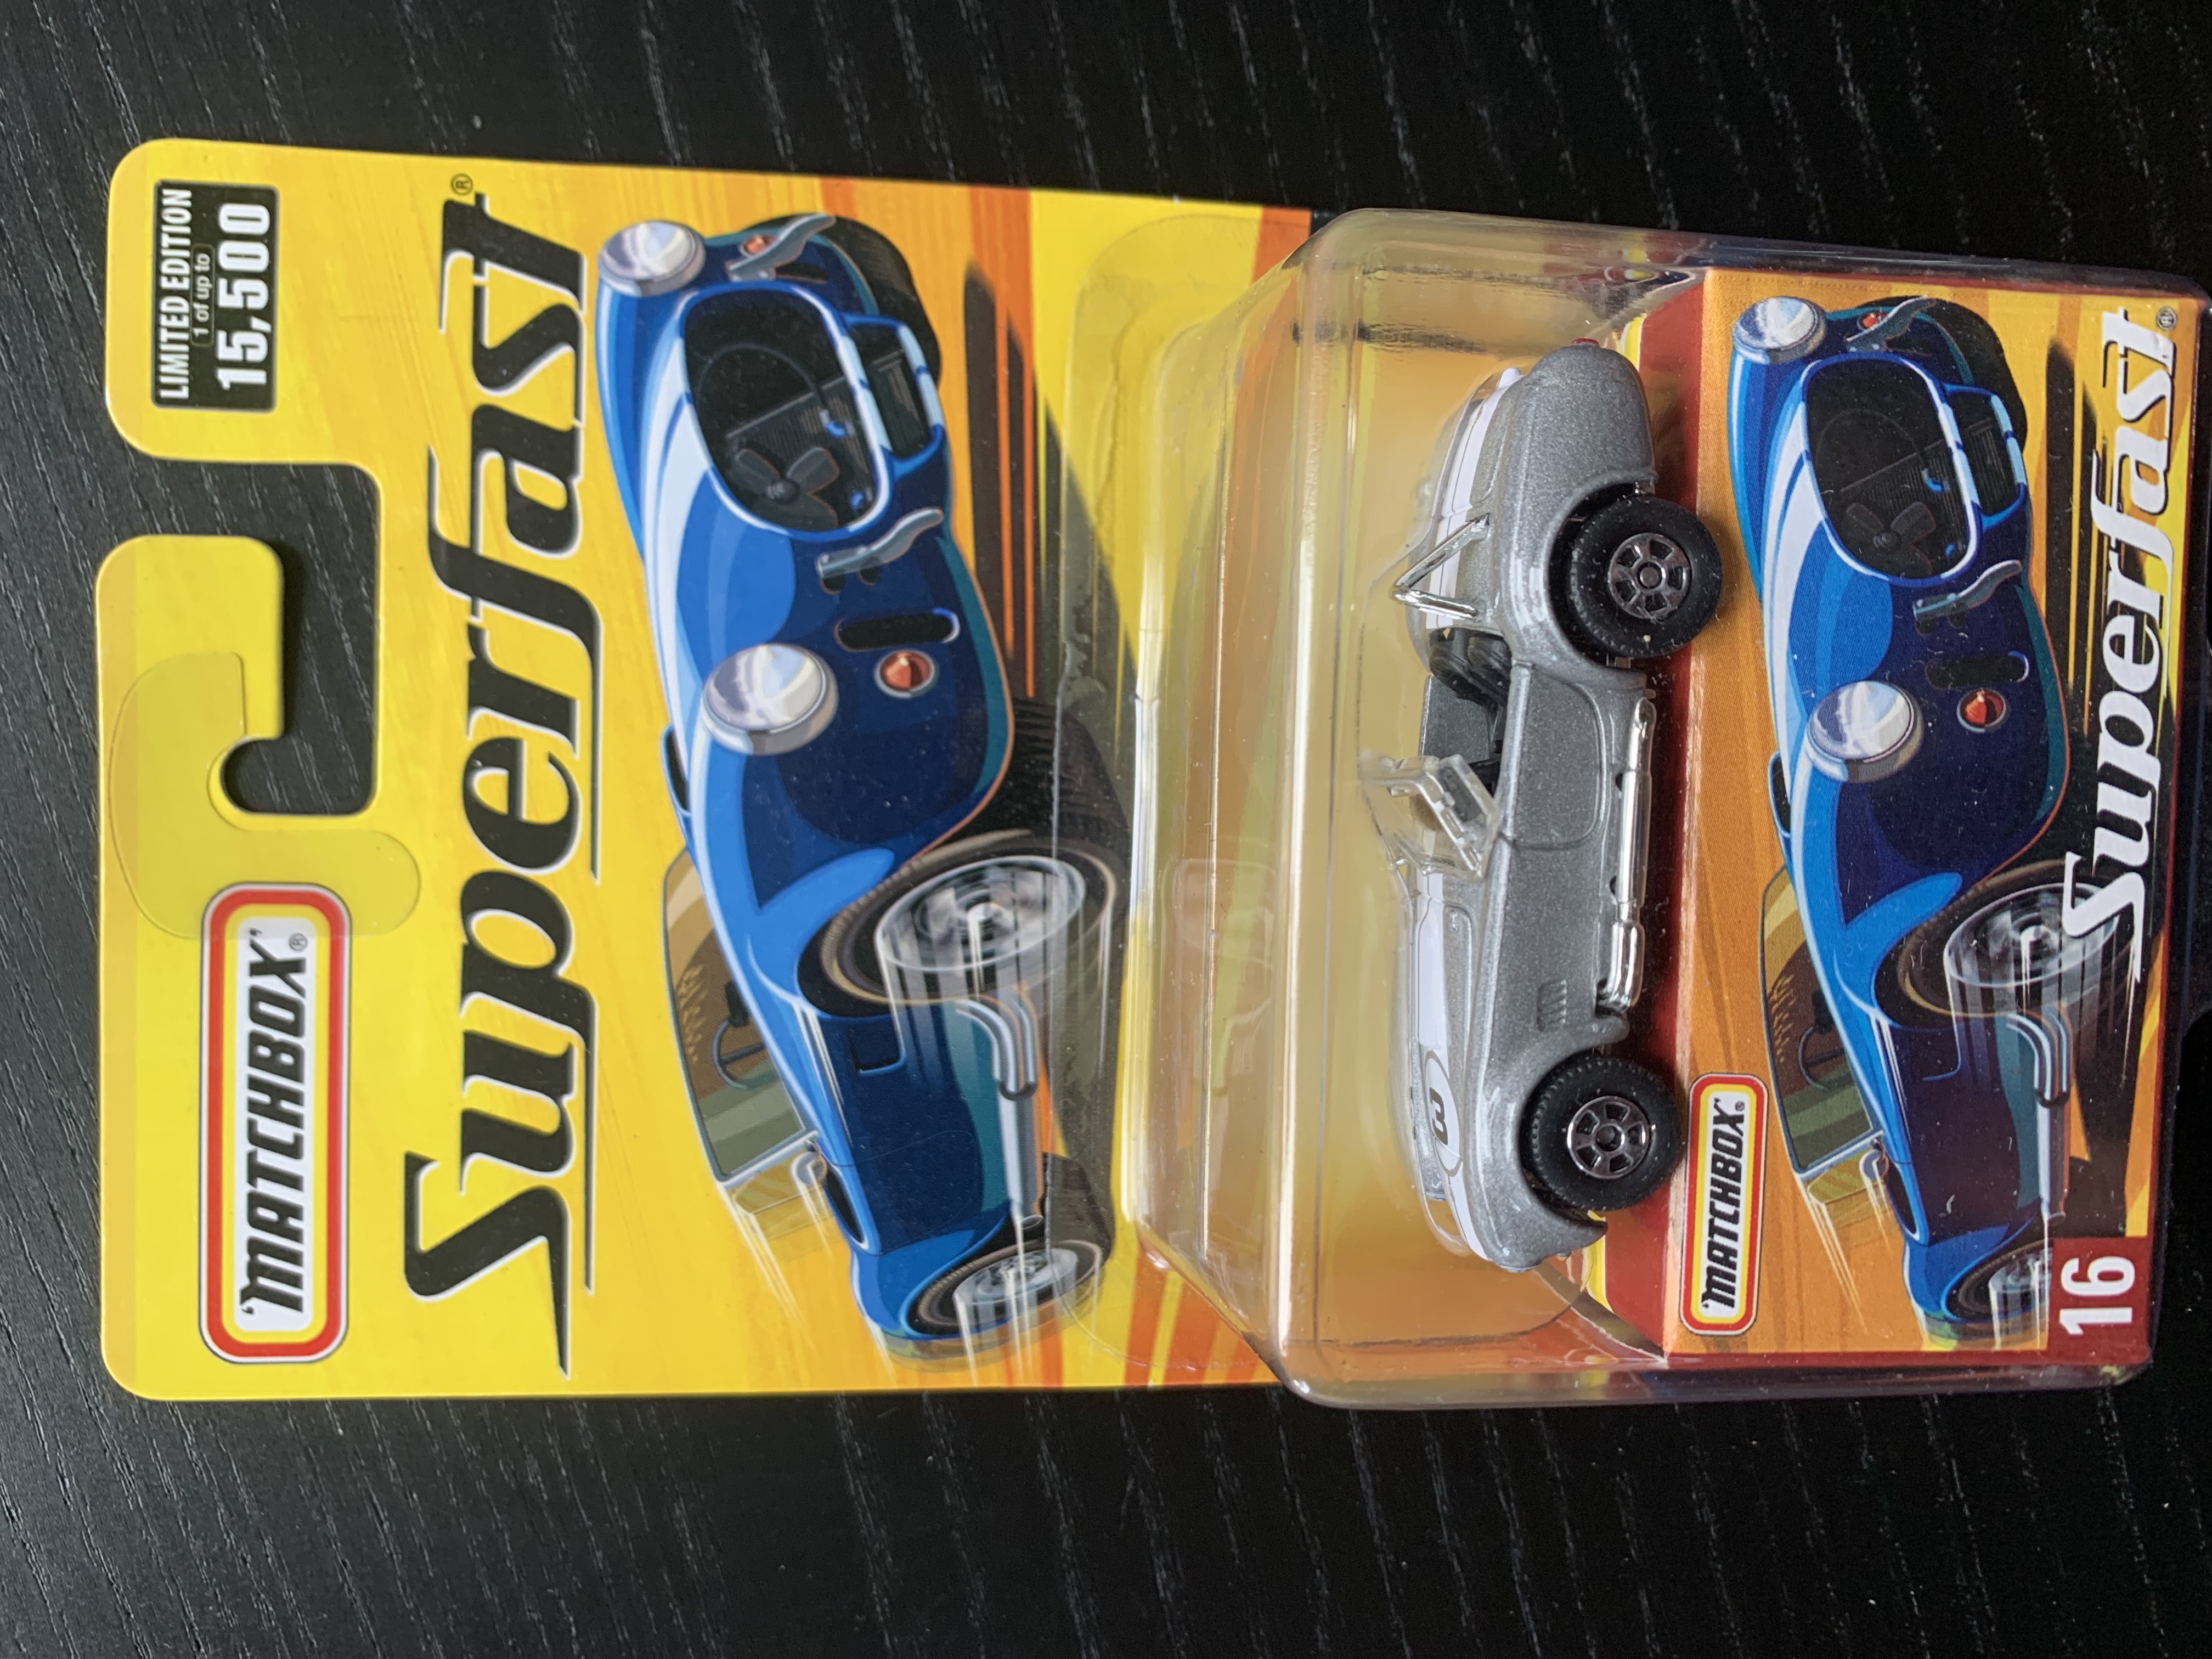 LIMITED EDITION
1 of up to
15,500
MATCHBOX®
Superfast®
3
MATCHBOX®
Superfast®
16